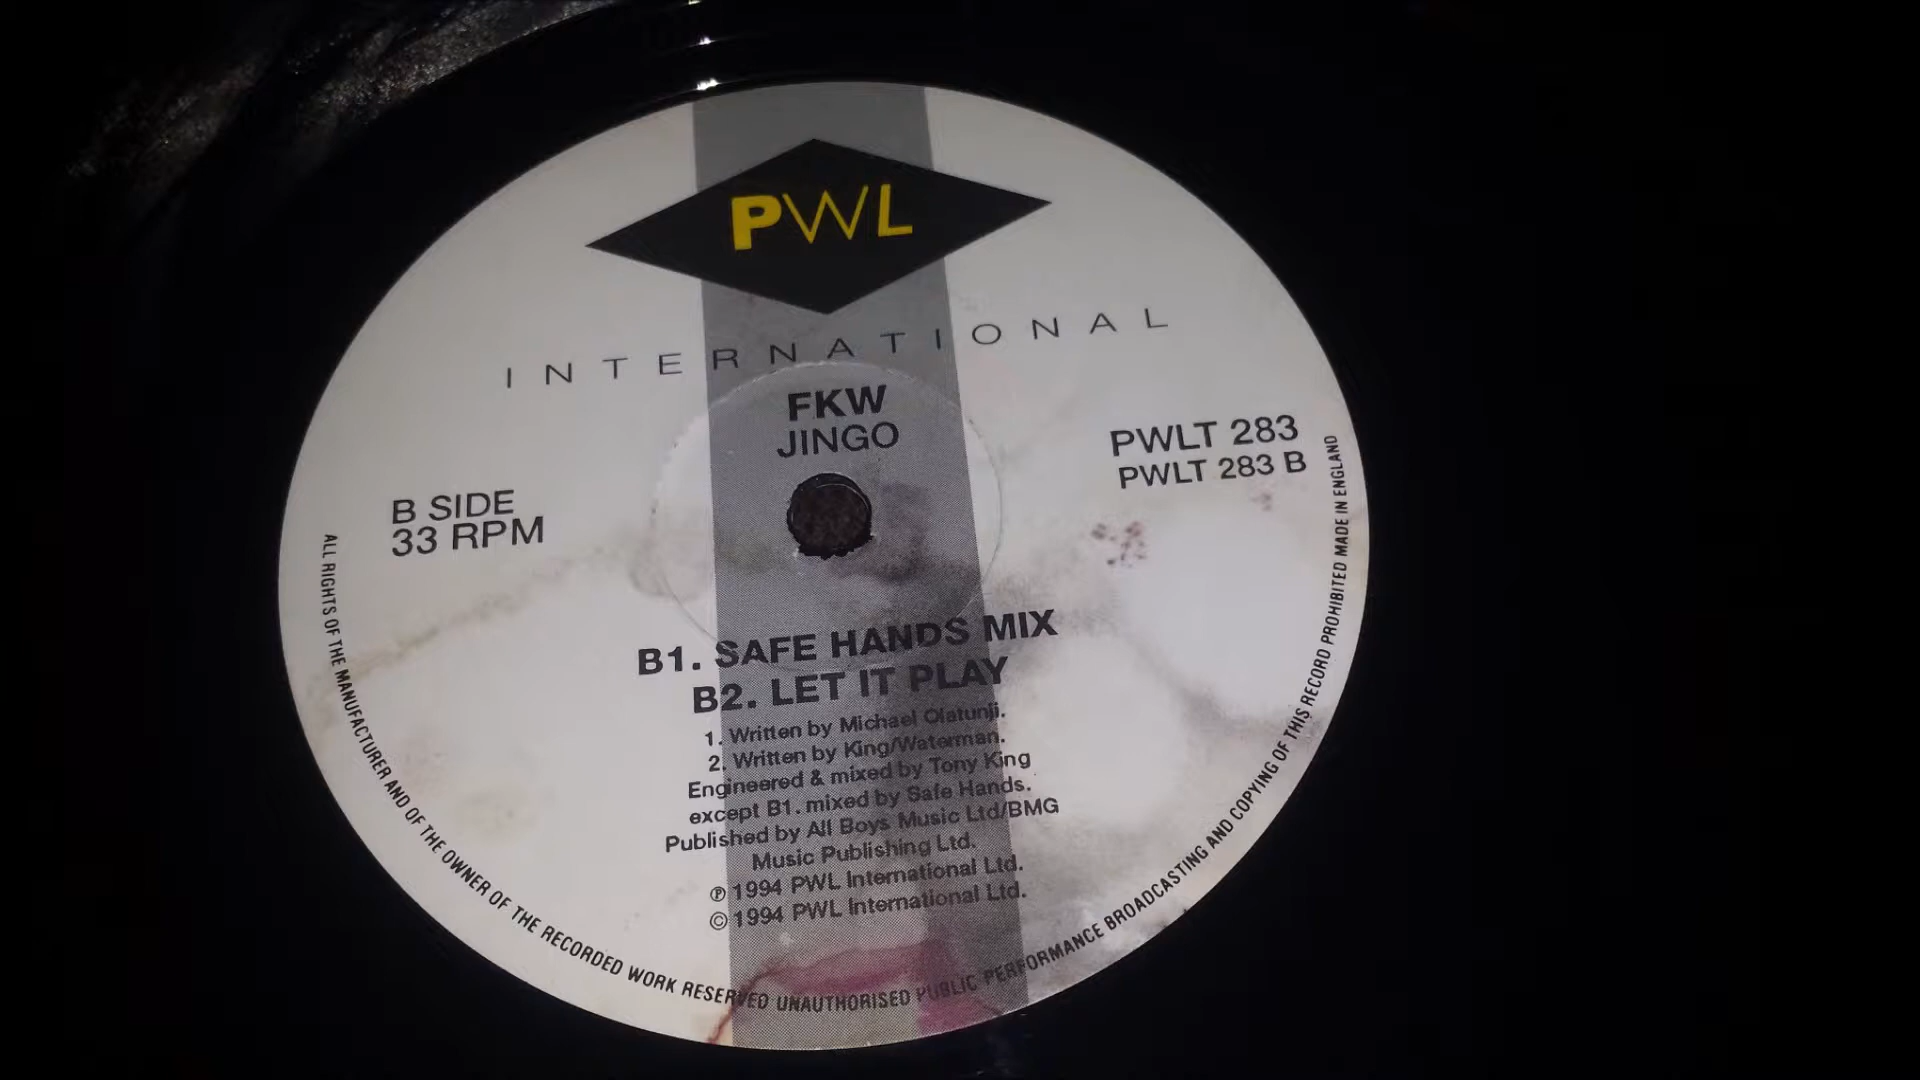 PWL
INTERNATIONAL
FKW
JINGO
PWLT 283
PWLT 283 B
B SIDE
33 RPM
B1. SAFE HANDS MIX
B2. LET IT PLAY
1. Written by Michael Olatunji.
2. Written by King/Waterman.
Engineered & mixed by Tony King
except B1. mixed by Safe Hands.
Published by All Boys Music Ltd/BMG
Music Publishing Ltd.
℗ 1994 PWL International Ltd.
© 1994 PWL International Ltd.
ALL RIGHTS OF THE MANUFACTURER AND OF THE OWNER OF THE RECORDED WORK RESERVED UNAUTHORISED PUBLIC PERFORMANCE BROADCASTING AND COPYING OF THIS RECORD PROHIBITED MADE IN ENGLAND